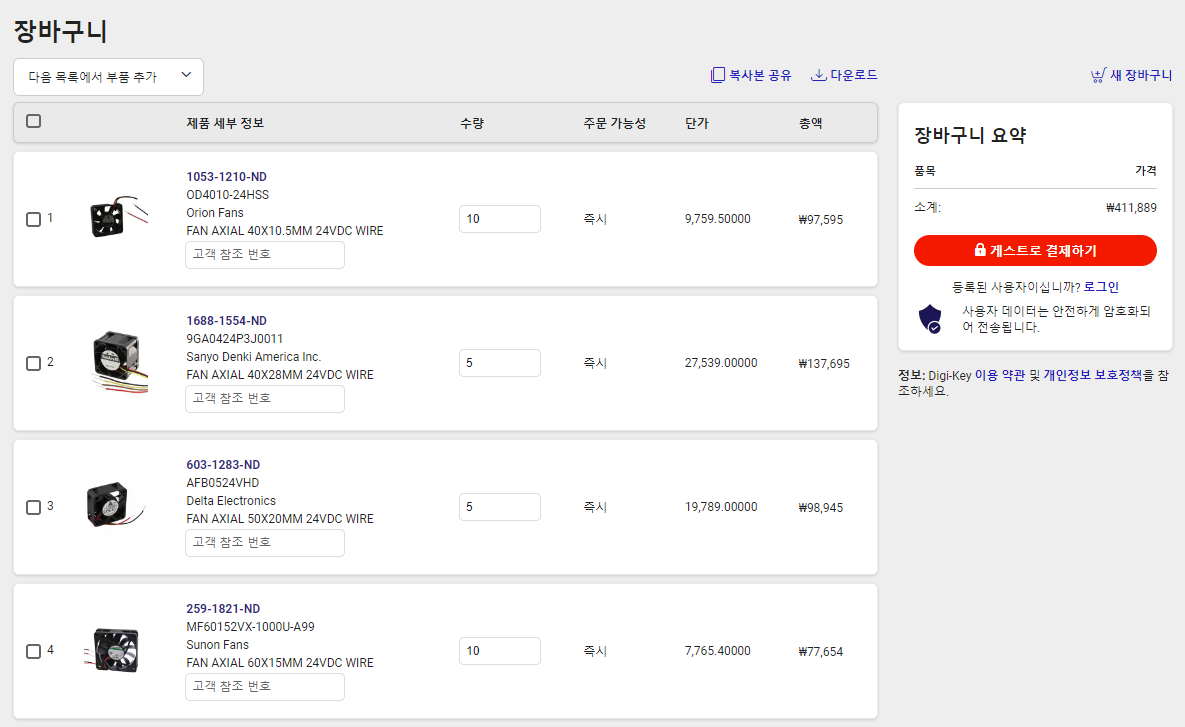 장바구니
다음 목록에서 부품 추가
복사본 공유 다운로드 새 장바구니
제품 세부 정보 수량 주문 가능성 단가 총액
1
1053-1210-ND
OD4010-24HSS
Orion Fans
FAN AXIAL 40X10.5MM 24VDC WIRE
고객 참조 번호
10 즉시 9,759.50000 ₩97,595
2
1688-1554-ND
9GA0424P3J0011
Sanyo Denki America Inc.
FAN AXIAL 40X28MM 24VDC WIRE
고객 참조 번호
5 즉시 27,539.00000 ₩137,695
3
603-1283-ND
AFB0524VHD
Delta Electronics
FAN AXIAL 50X20MM 24VDC WIRE
고객 참조 번호
5 즉시 19,789.00000 ₩98,945
4
259-1821-ND
MF60152VX-1000U-A99
Sunon Fans
FAN AXIAL 60X15MM 24VDC WIRE
고객 참조 번호
10 즉시 7,765.40000 ₩77,654
장바구니 요약
품목 가격
소계: ₩411,889
게스트로 결제하기
등록된 사용자이십니까? 로그인
사용자 데이터는 안전하게 암호화되
어 전송됩니다.
정보: Digi-Key 이용 약관 및 개인정보 보호정책을 참
조하세요.